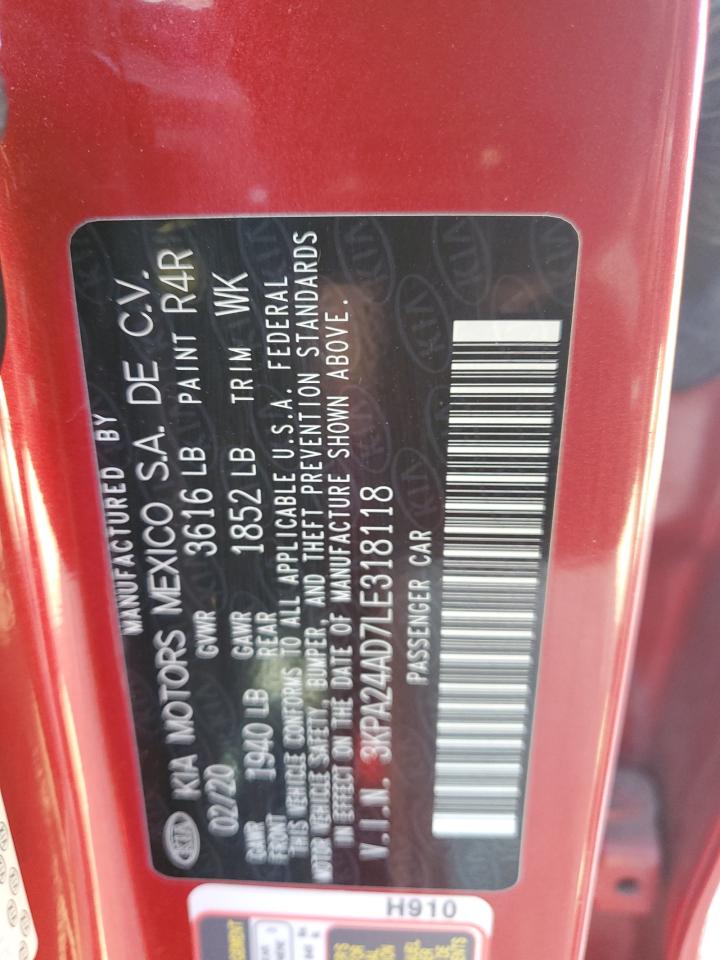 MANUFACTURED BY
KIA KIA MOTORS MEXICO S.A. DE C.V.
02/20 GVWR 3616 LB PAINT R4R
GAWR FRONT 1940 LB GAWR REAR 1852 LB TRIM WK
THIS VEHICLE CONFORMS TO ALL APPLICABLE U.S.A. FEDERAL
MOTOR VEHICLE SAFETY, BUMPER, AND THEFT PREVENTION STANDARDS
IN EFFECT ON THE DATE OF MANUFACTURE SHOWN ABOVE.
V.I.N. 3KPA24AD7LE318118
PASSENGER CAR
H910